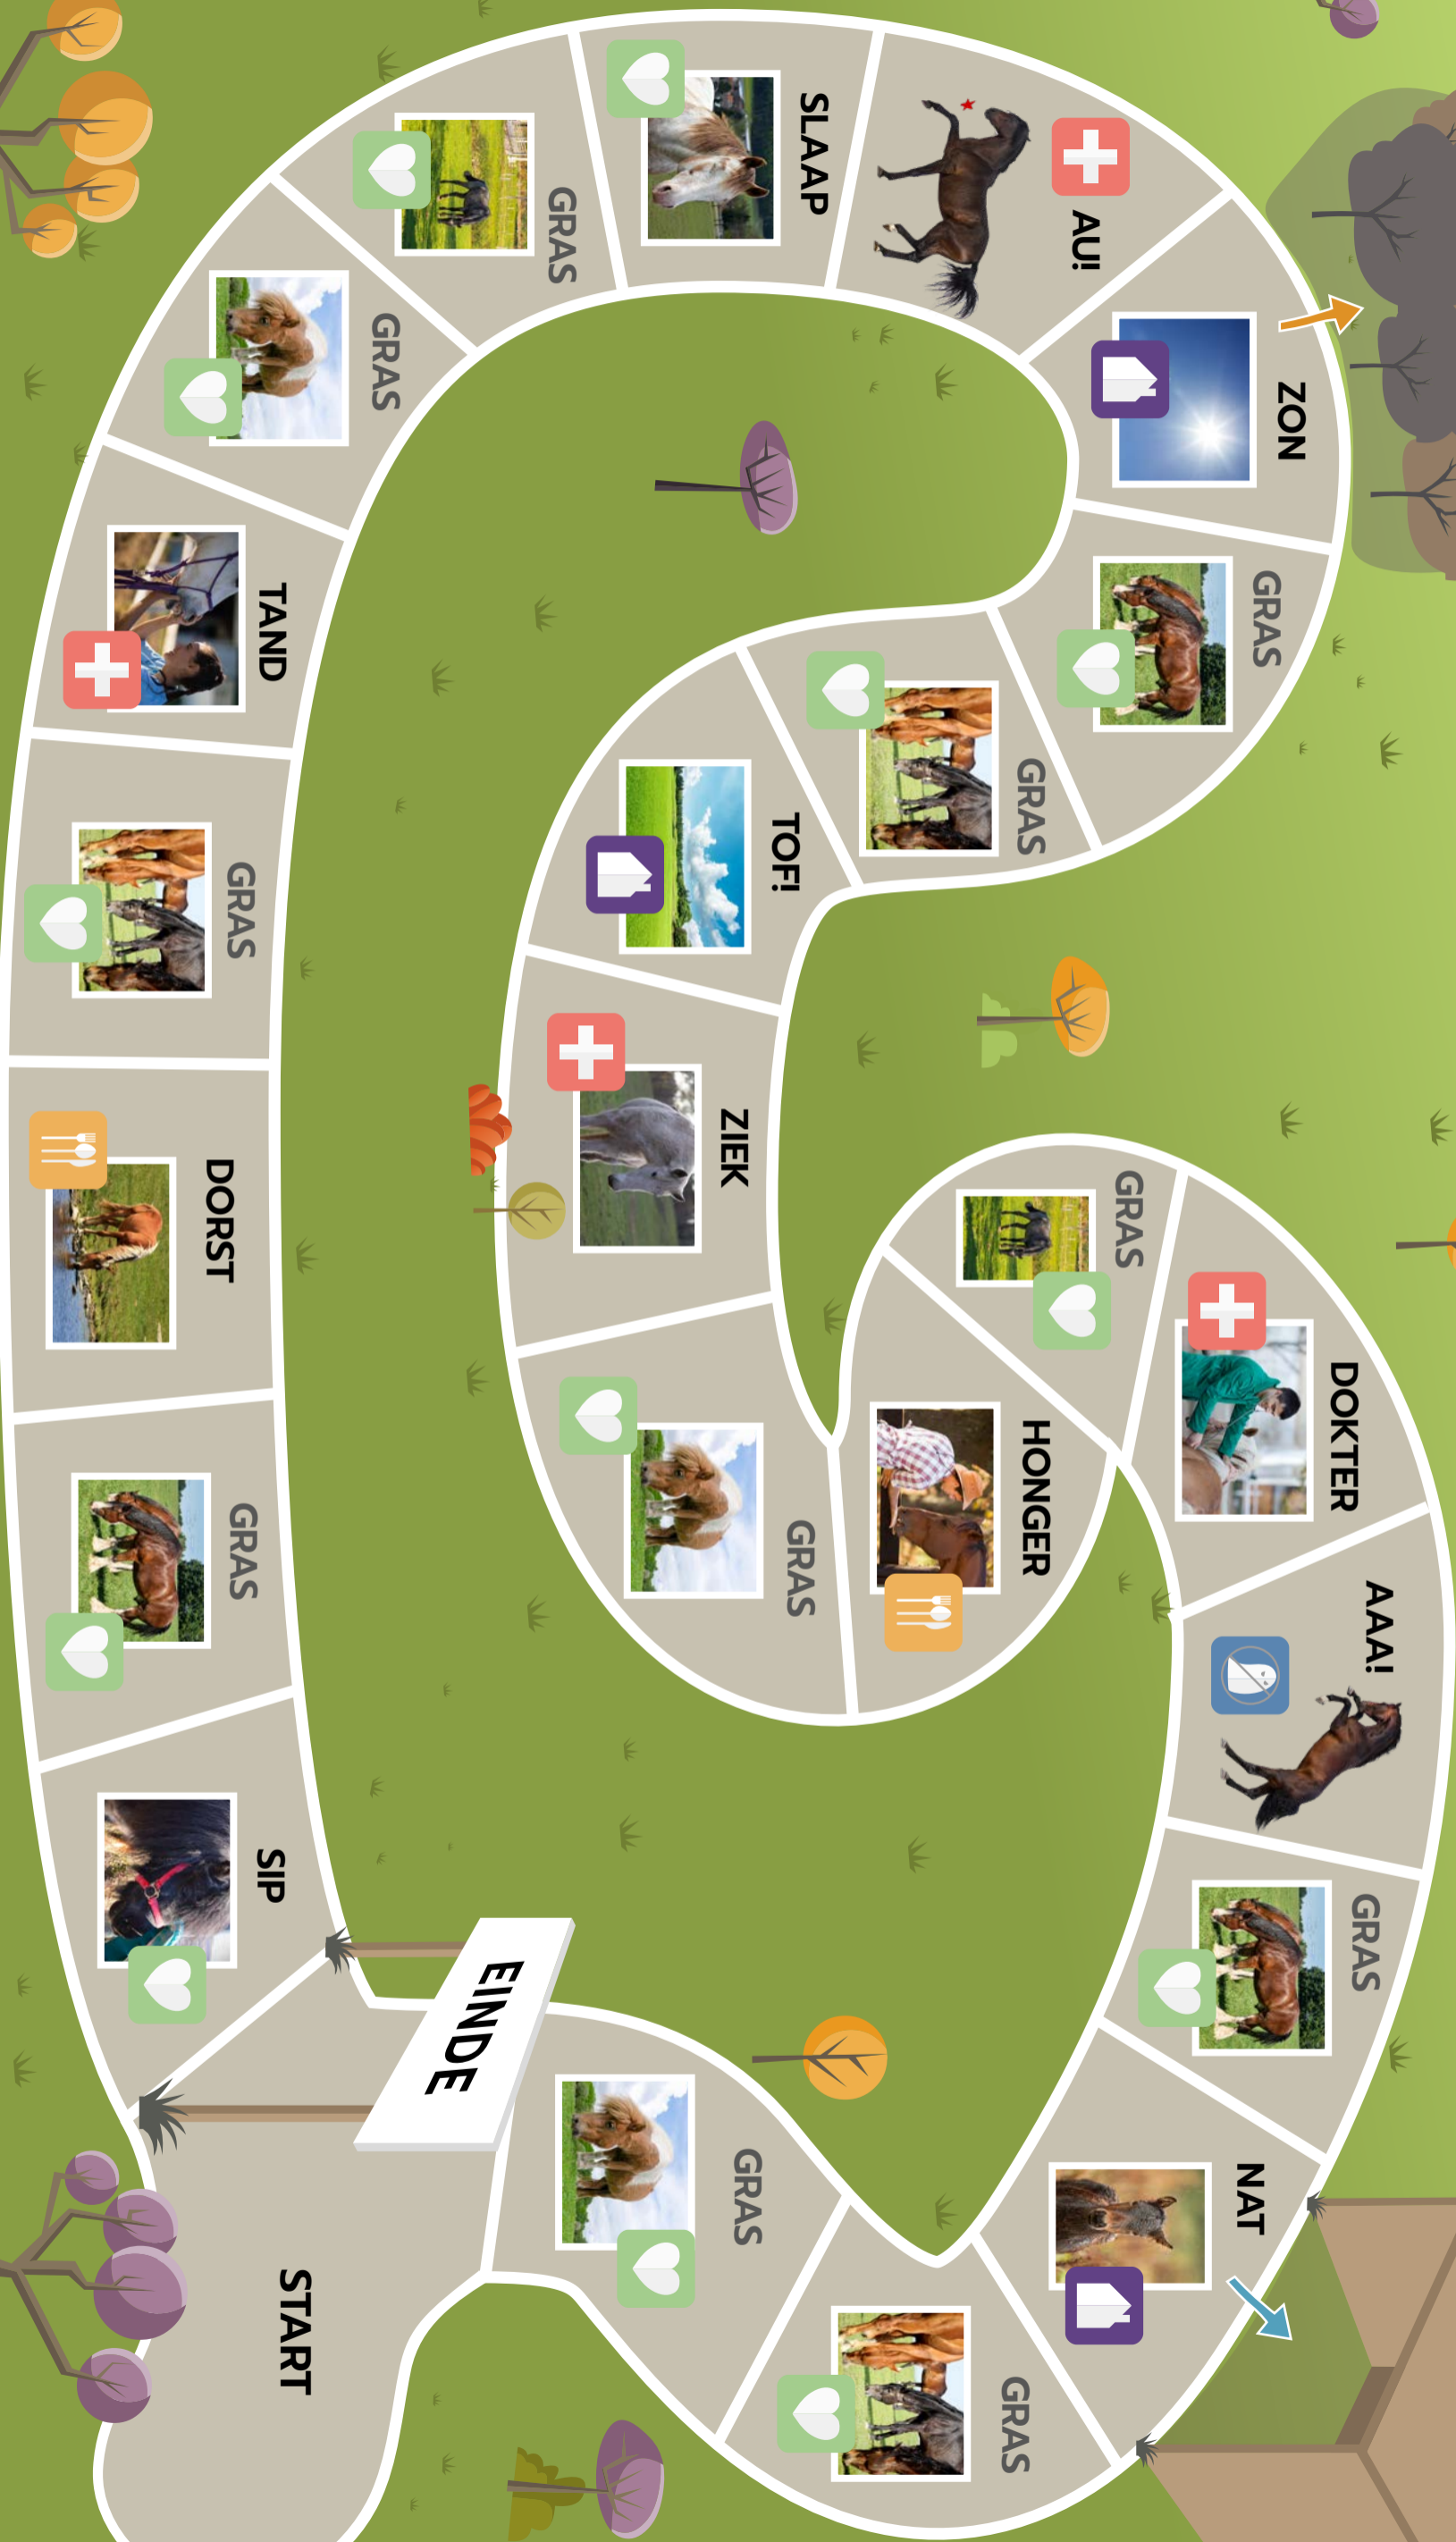 START
SIP
GRAS
DORST
GRAS
TAND
GRAS
GRAS
SLAAP
AU!
ZON
GRAS
GRAS
TOF!
ZIEK
GRAS
HONGER
GRAS
DOKTER
AAA!
GRAS
NAT
GRAS
GRAS
EINDE